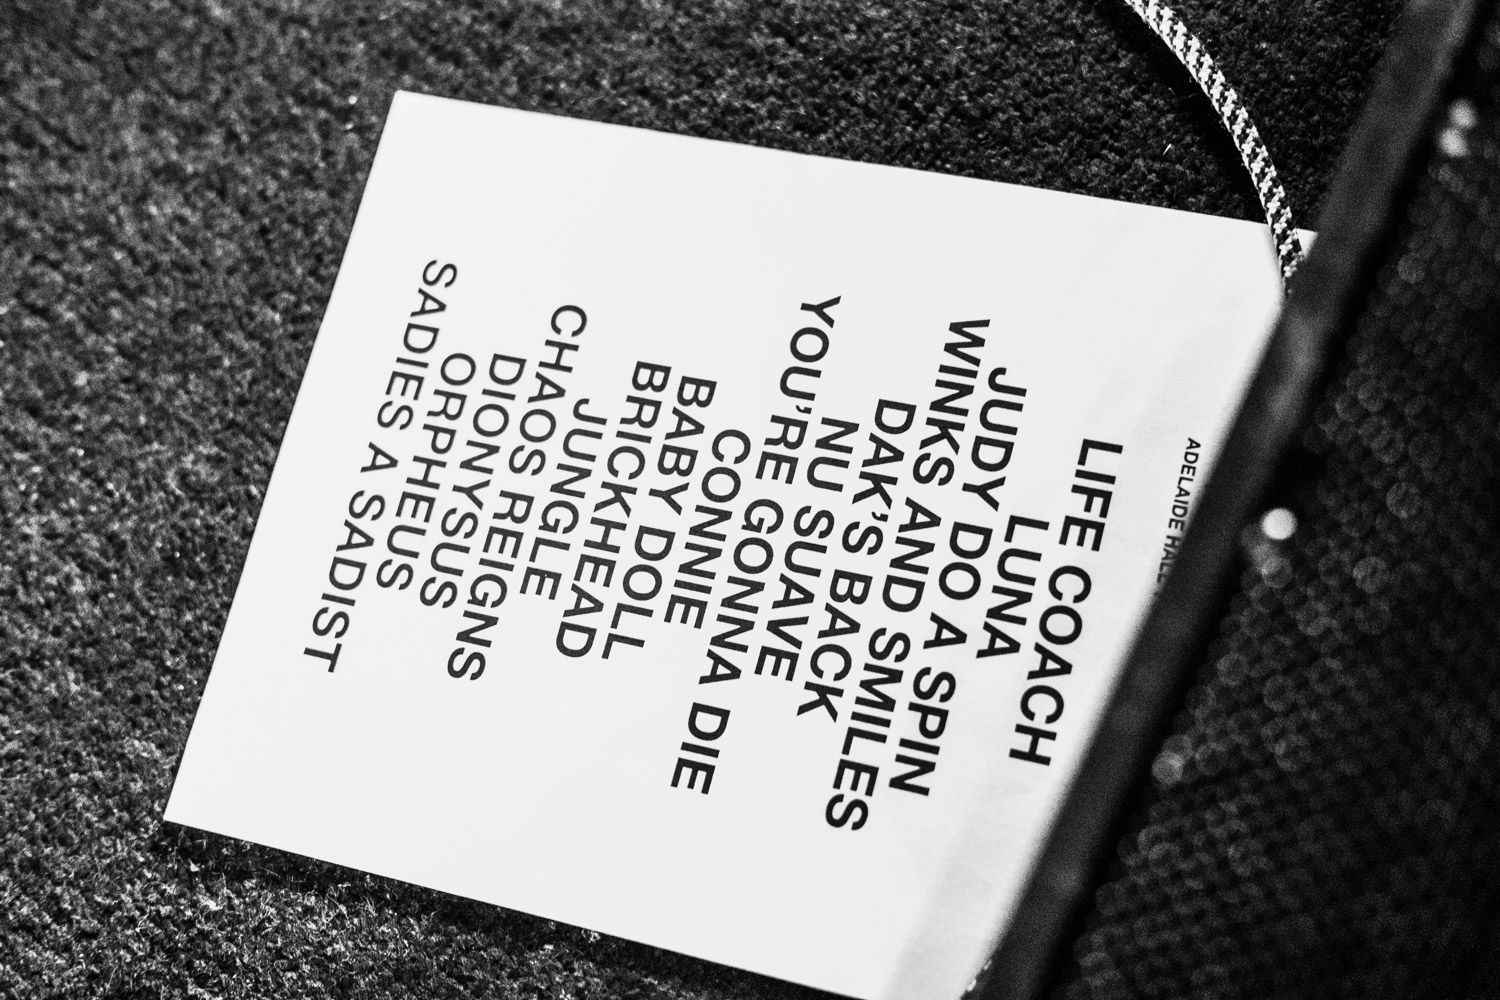 ADELAIDE HALL
LIFE COACH
LUNA
JUDY DO A SPIN
WINKS AND SMILES
DAK'S BACK
NU SUAVE
YOU'RE GONNA DIE
CONNIE
BABY DOLL
BRICKHEAD
JUNGLE
CHAOS REIGNS
DIONYSUS
ORPHEUS
SADIES A SADIST